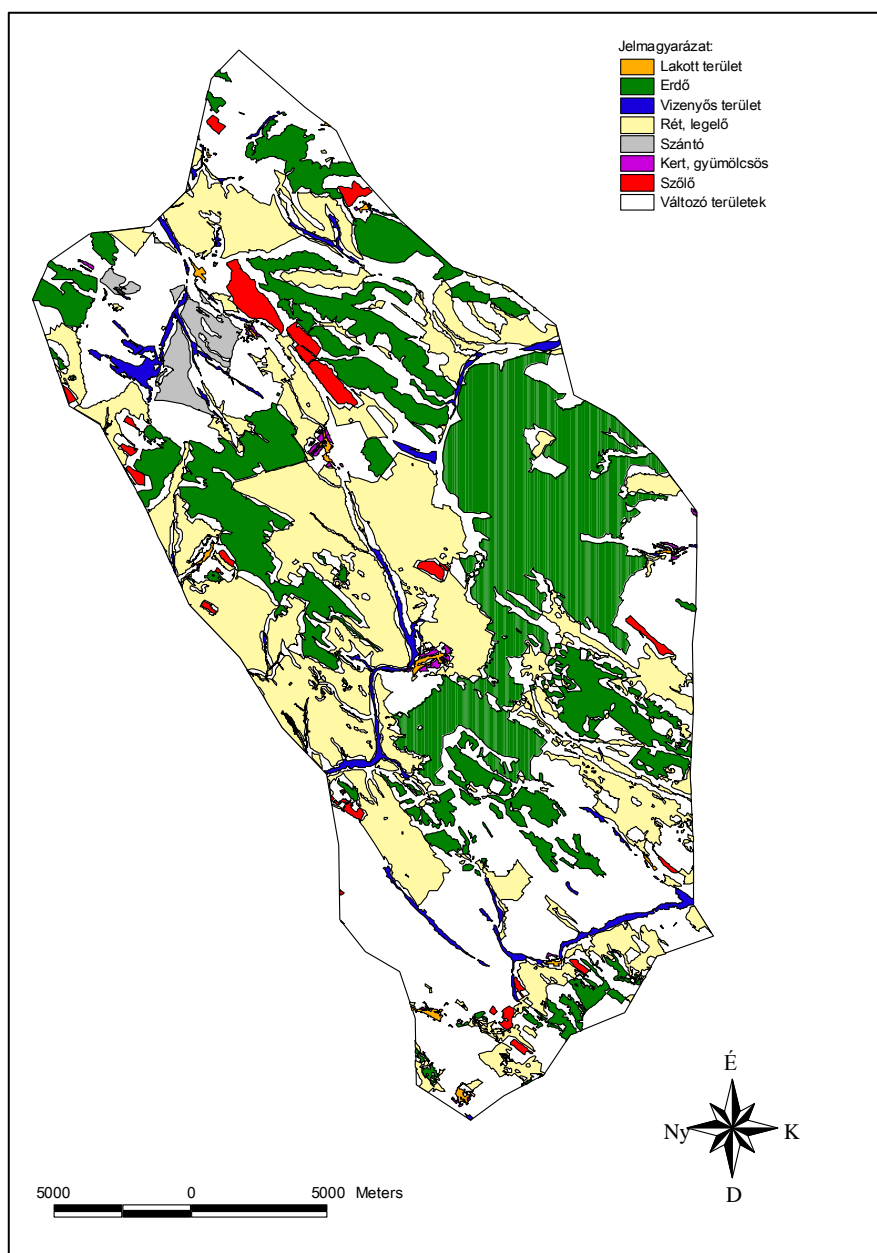 Jelmagyarázat:
Lakott terület
Erdő
Vizenyős terület
Rét, legelő
Szántó
Kert, gyümölcsös
Szőlő
Változó területek
É
Ny K
D
5000 0 5000 Meters